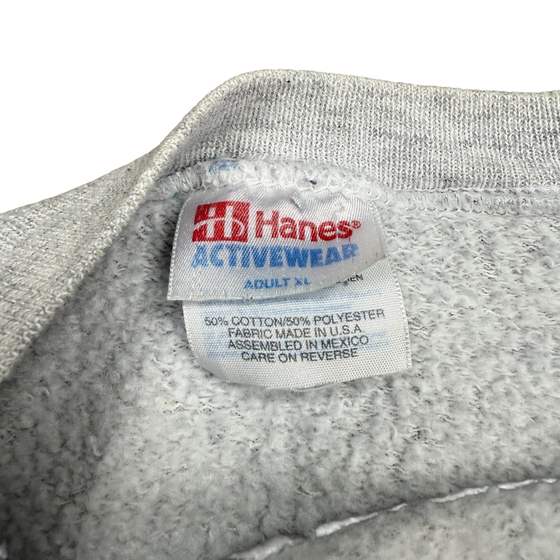 Hanes®
ACTIVEWEAR
ADULT XL
50% COTTON/50% POLYESTER
FABRIC MADE IN U.S.A.
ASSEMBLED IN MEXICO
CARE ON REVERSE